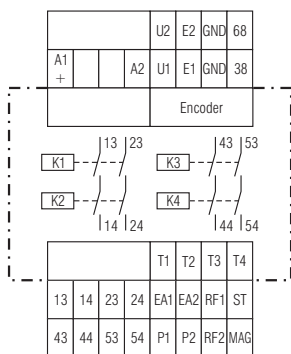 U2 E2 GND 68
A1 + A2 U1 E1 GND 38
Encoder
13 23 43 53
K1 K3
K2 K4
14 24 44 54
T1 T2 T3 T4
13 14 23 24 EA1 EA2 RF1 ST
43 44 53 54 P1 P2 RF2 MAG